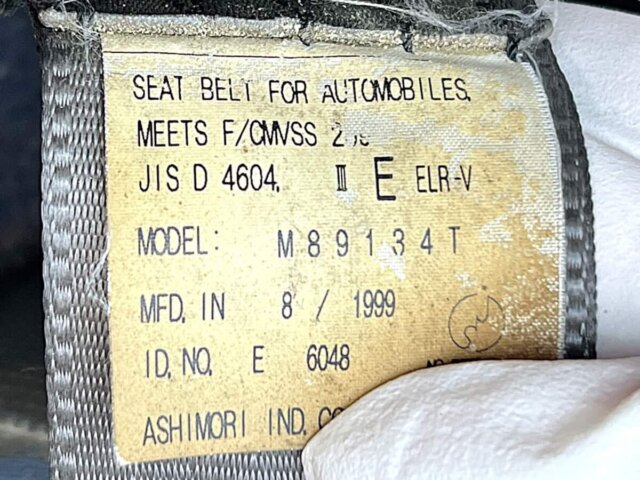 SEAT BELT FOR AUTOMOBILES.
MEETS F/CMVSS
JIS D 4604. Ⅲ E ELR-V
MODEL: M89134T
MFD. IN 8 / 1999
ID. NO. E 6048
ASHIMORI IND.